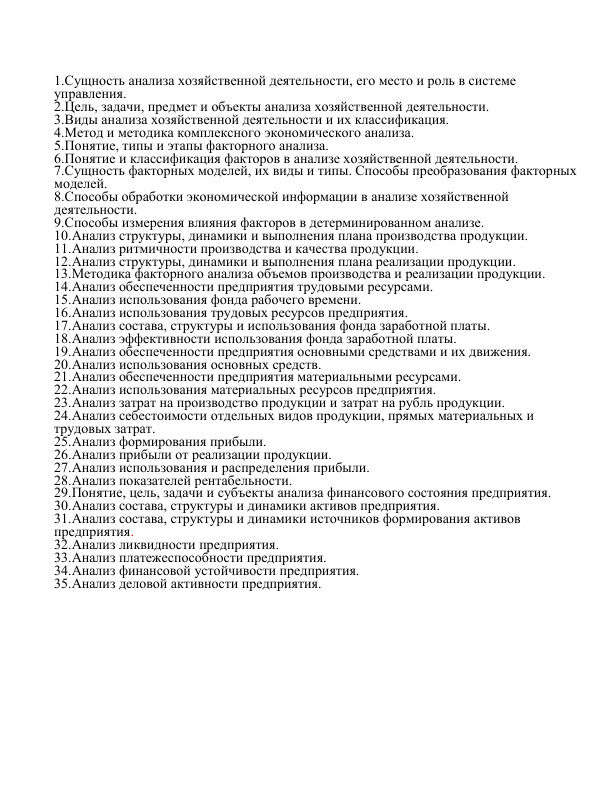 1.Сущность анализа хозяйственной деятельности, его место и роль в системе
управления.
2.Цель, задачи, предмет и объекты анализа хозяйственной деятельности.
3.Виды анализа хозяйственной деятельности и их классификация.
4.Метод и методика комплексного экономического анализа.
5.Понятие, типы и этапы факторного анализа.
6.Понятие и классификация факторов в анализе хозяйственной деятельности.
7.Сущность факторных моделей, их виды и типы. Способы преобразования факторных
моделей.
8.Способы обработки экономической информации в анализе хозяйственной
деятельности.
9.Способы измерения влияния факторов в детерминированном анализе.
10.Анализ структуры, динамики и выполнения плана производства продукции.
11.Анализ ритмичности производства и качества продукции.
12.Анализ структуры, динамики и выполнения плана реализации продукции.
13.Методика факторного анализа объемов производства и реализации продукции.
14.Анализ обеспеченности предприятия трудовыми ресурсами.
15.Анализ использования фонда рабочего времени.
16.Анализ использования трудовых ресурсов предприятия.
17.Анализ состава, структуры и использования фонда заработной платы.
18.Анализ эффективности использования фонда заработной платы.
19.Анализ обеспеченности предприятия основными средствами и их движения.
20.Анализ использования основных средств.
21.Анализ обеспеченности предприятия материальными ресурсами.
22.Анализ использования материальных ресурсов предприятия.
23.Анализ затрат на производство продукции и затрат на рубль продукции.
24.Анализ себестоимости отдельных видов продукции, прямых материальных и
трудовых затрат.
25.Анализ формирования прибыли.
26.Анализ прибыли от реализации продукции.
27.Анализ использования и распределения прибыли.
28.Анализ показателей рентабельности.
29.Понятие, цель, задачи и субъекты анализа финансового состояния предприятия.
30.Анализ состава, структуры и динамики активов предприятия.
31.Анализ состава, структуры и динамики источников формирования активов
предприятия.
32.Анализ ликвидности предприятия.
33.Анализ платежеспособности предприятия.
34.Анализ финансовой устойчивости предприятия.
35.Анализ деловой активности предприятия.